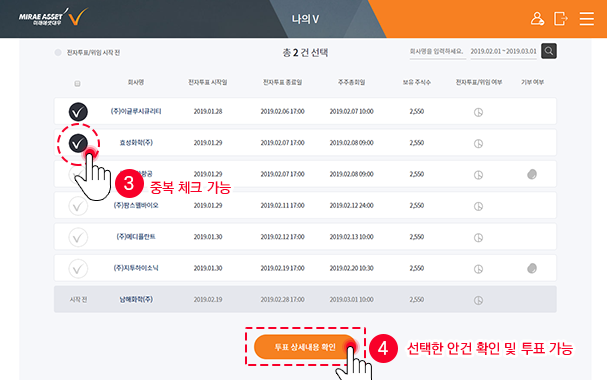 MIRAE ASSET
미래에셋대우
나의 V
전자투표/위임 시작 전
총 2 건 선택
회사명을 입력하세요. 2019.02.01 ~ 2019.03.01
회사명 전자투표 시작일 전자투표 종료일 주주총회일 보유 주식수 전자투표/위임 여부 기부 여부
(주)이글루시큐리티 2019.01.28 2019.02.06 17:00 2019.02.07 10:00 2,550
효성화학(주) 2019.01.29 2019.02.07 17:00 2019.02.08 09:00 2,550
항공 2019.01.29 2019.02.07 17:00 2019.02.08 09:00 2,550
3 중복 체크 가능
(주)팜스웰바이오 2019.01.29 2019.02.11 17:00 2019.02.12 24:00 2,550
(주)메디플란트 2019.01.30 2019.02.12 17:00 2019.02.13 10:00 2,550
(주)지투하이소닉 2019.01.30 2019.02.19 17:00 2019.02.20 10:30 2,550
시작 전 남해화학(주) 2019.02.19 2019.02.28 17:00 2019.03.01 10:00 2,550
투표 상세내용 확인
4 선택한 안건 확인 및 투표 가능